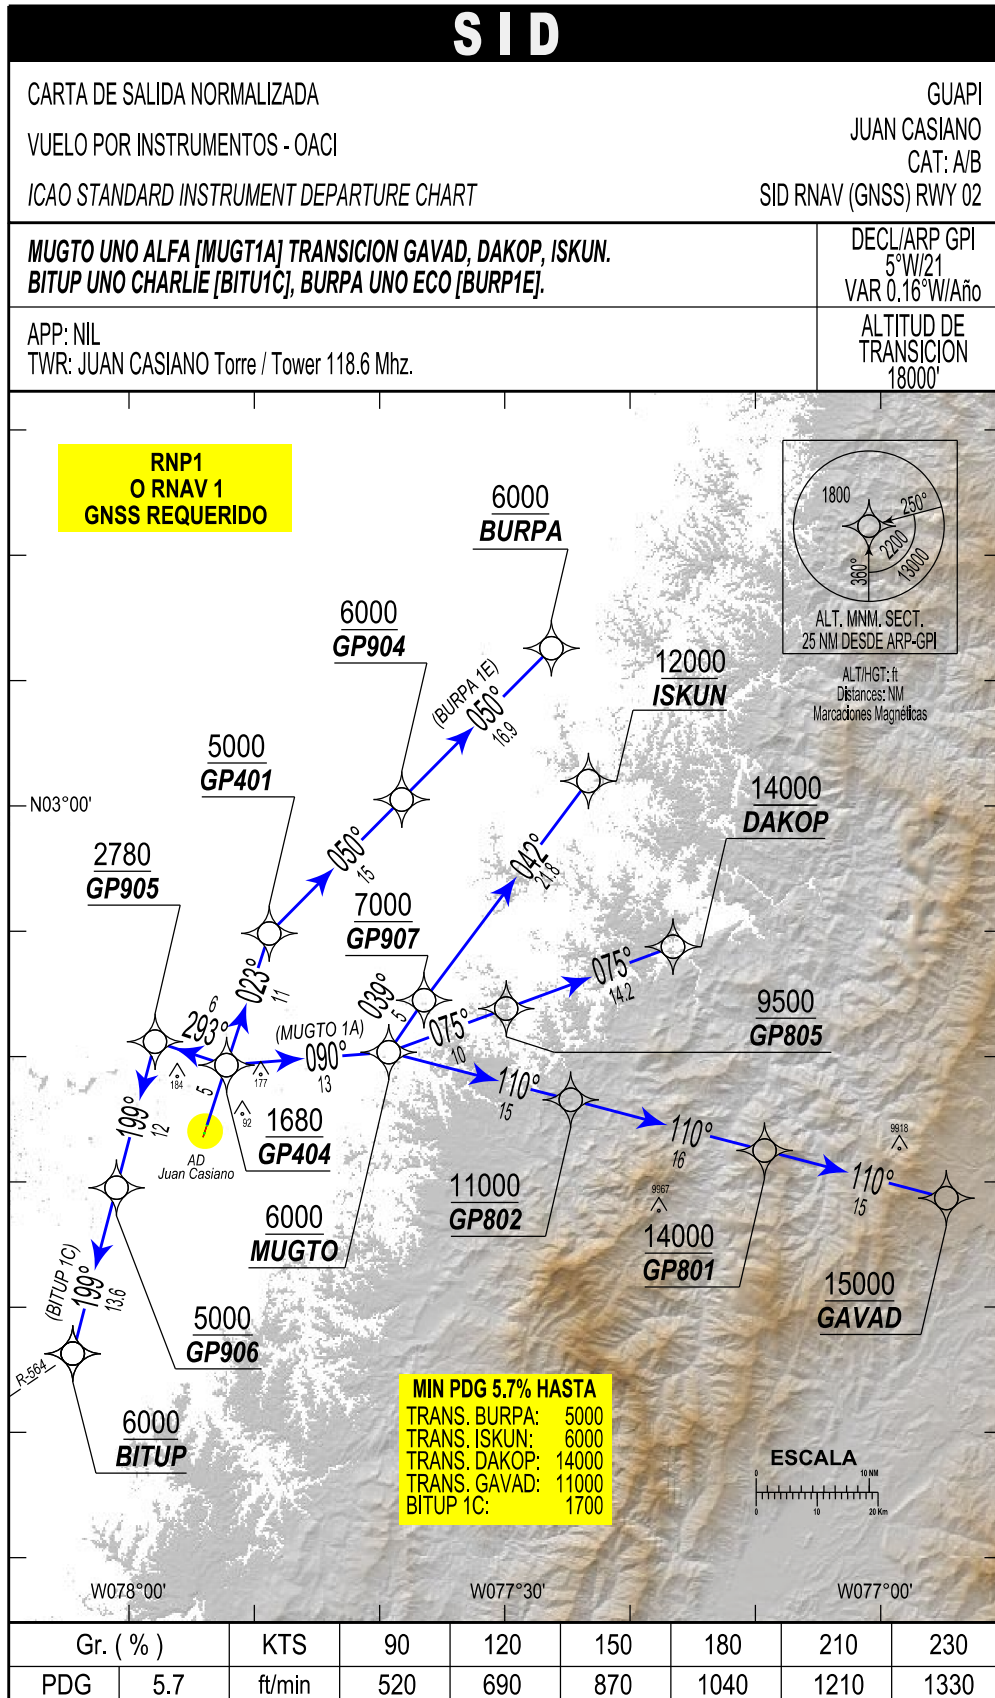 SID
CARTA DE SALIDA NORMALIZADA
VUELO POR INSTRUMENTOS - OACI
ICAO STANDARD INSTRUMENT DEPARTURE CHART
GUAPI
JUAN CASIANO
CAT: A/B
SID RNAV (GNSS) RWY 02
MUGTO UNO ALFA [MUGT1A] TRANSICION GAVAD, DAKOP, ISKUN.
BITUP UNO CHARLIE [BITU1C], BURPA UNO ECO [BURP1E].
DECL/ARP GPI
5°W/21
VAR 0.16°W/Año
APP: NIL
TWR: JUAN CASIANO Torre / Tower 118.6 Mhz.
ALTITUD DE
TRANSICION
18000'
RNP1
O RNAV 1
GNSS REQUERIDO
1800
250°
2200
13000
360°
ALT. MNM. SECT.
25 NM DESDE ARP-GPI
ALT/HGT: ft
Distances: NM
Marcaciones Magnéticas
6000
BURPA
6000
GP904
(BURPA 1E)
050°
16.9
12000
ISKUN
5000
GP401
N03°00'
14000
DAKOP
050°
15
042°
21.8
2780
GP905
7000
GP907
023°
11
039°
5
075°
14.2
9500
GP805
6
293°
(MUGTO 1A)
090°
13
075°
10
184
177
5
92
199°
12
AD
Juan Casiano
1680
GP404
110°
15
110°
16
9918
110°
15
9967
11000
GP802
6000
MUGTO
14000
GP801
15000
GAVAD
(BITUP 1C)
199°
13.6
5000
GP906
R-564
6000
BITUP
MIN PDG 5.7% HASTA
TRANS. BURPA: 5000
TRANS. ISKUN: 6000
TRANS. DAKOP: 14000
TRANS. GAVAD: 11000
BITUP 1C: 1700
ESCALA
0 10 NM
0 10 20 Km
W078°00' W077°30' W077°00'
Gr. ( % ) KTS 90 120 150 180 210 230
PDG 5.7 ft/min 520 690 870 1040 1210 1330